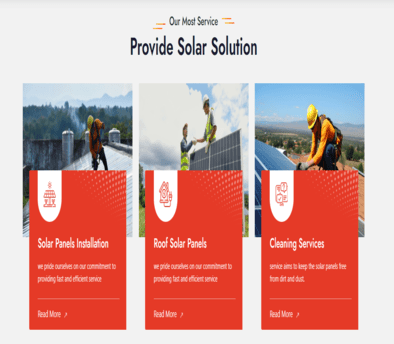 Our Most Service
Provide Solar Solution
Solar Panels Installation
we pride ourselves on our commitment to
providing fast and efficient service
Read More
Roof Solar Panels
we pride ourselves on our commitment to
providing fast and efficient service
Read More
Cleaning Services
service aims to keep the solar panels free
from dirt and dust.
Read More